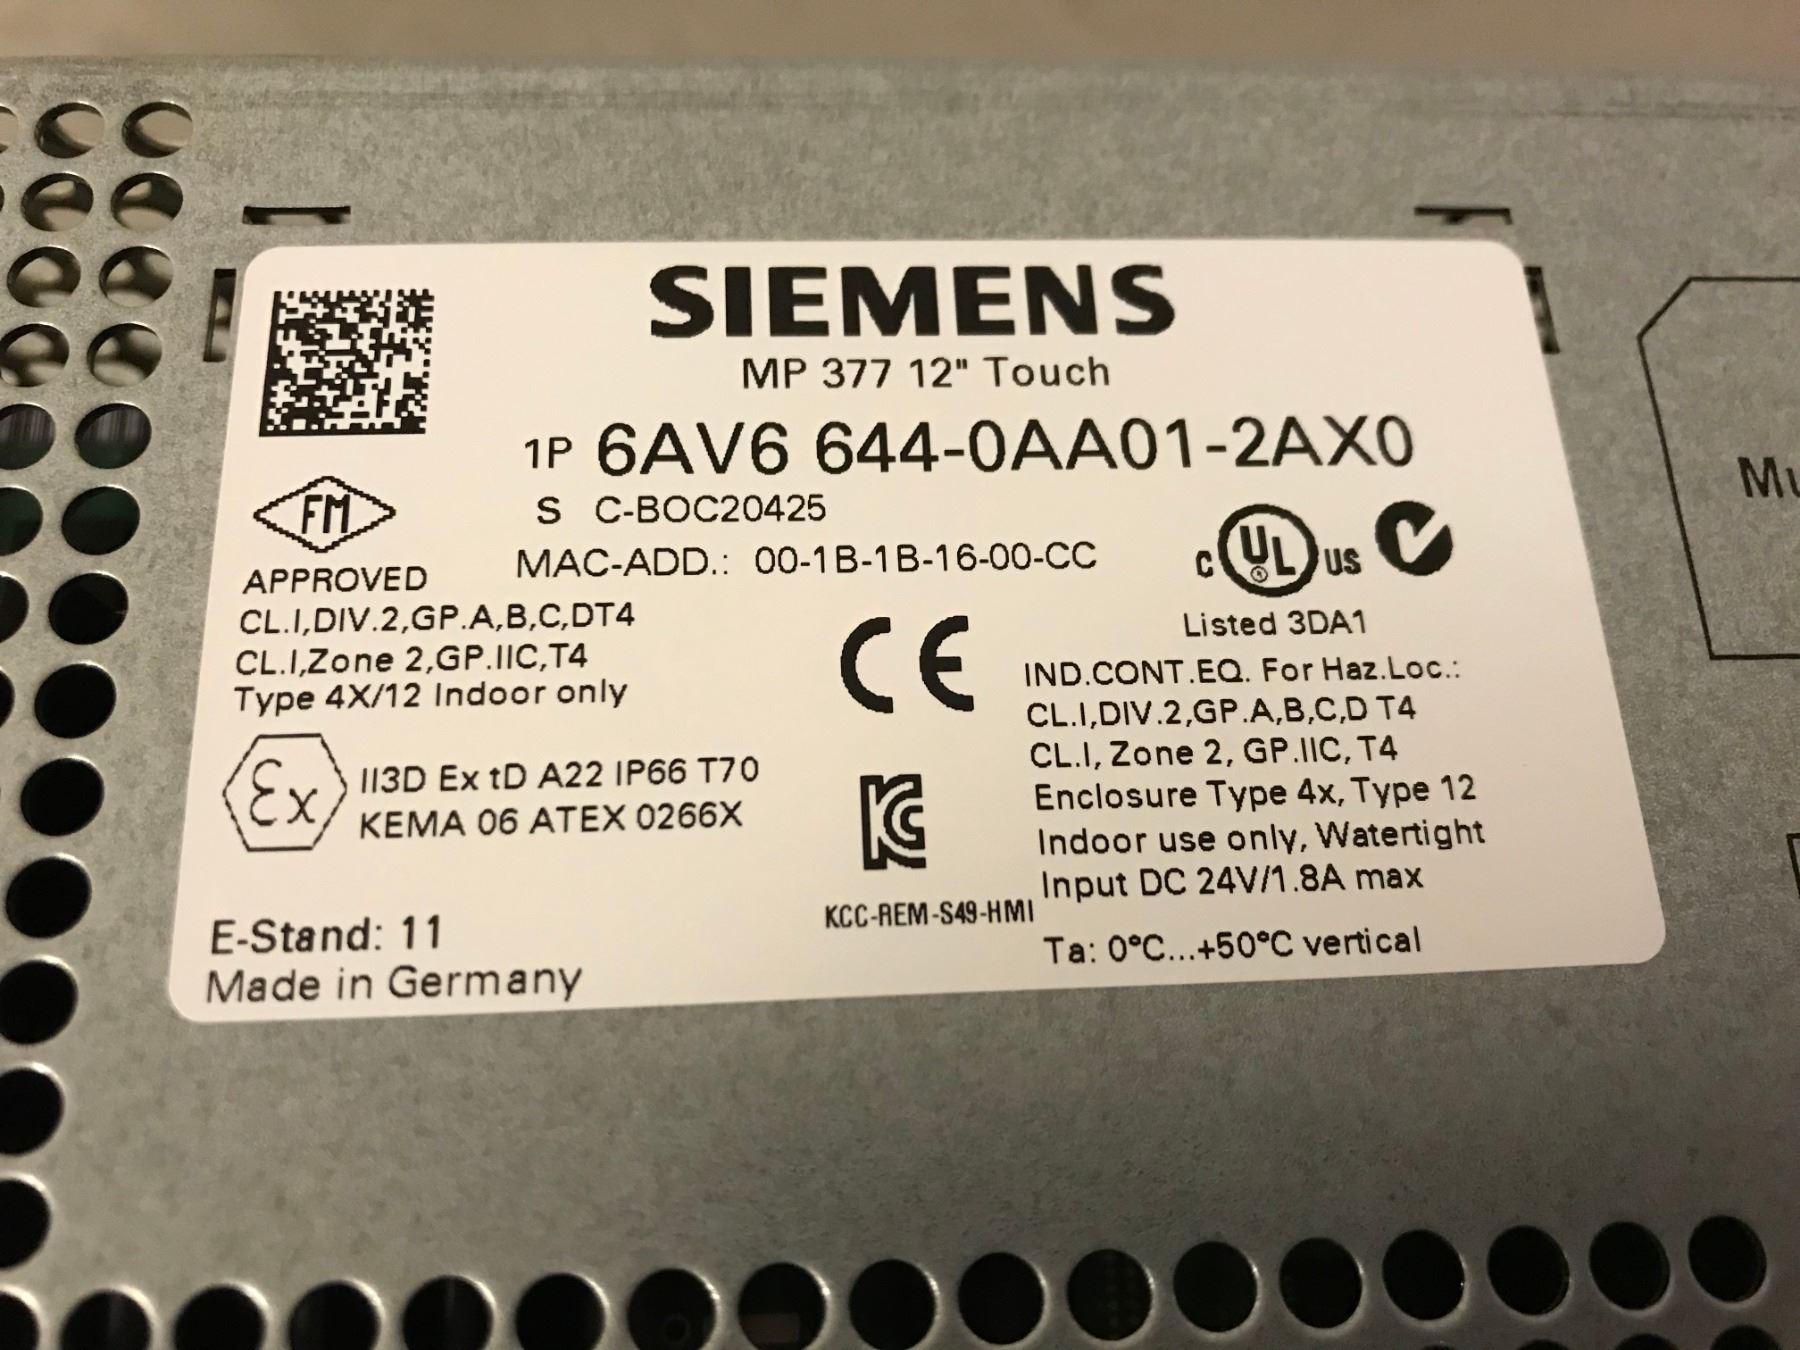 SIEMENS
MP 377 12" Touch
1P 6AV6 644-0AA01-2AX0
S C-BOC20425
MAC-ADD.: 00-1B-1B-16-00-CC
FM
APPROVED
CL.I,DIV.2,GP.A,B,C,DT4
CL.I,Zone 2,GP.IIC,T4
Type 4X/12 Indoor only
Ex
II3D Ex tD A22 IP66 T70
KEMA 06 ATEX 0266X
E-Stand: 11
Made in Germany
CE
KC
KCC-REM-S49-HMI
C UL US
Listed 3DA1
IND.CONT.EQ. For Haz.Loc.:
CL.I,DIV.2,GP.A,B,C,D T4
CL.I, Zone 2, GP.IIC, T4
Enclosure Type 4x, Type 12
Indoor use only, Watertight
Input DC 24V/1.8A max
Ta: 0°C...+50°C vertical